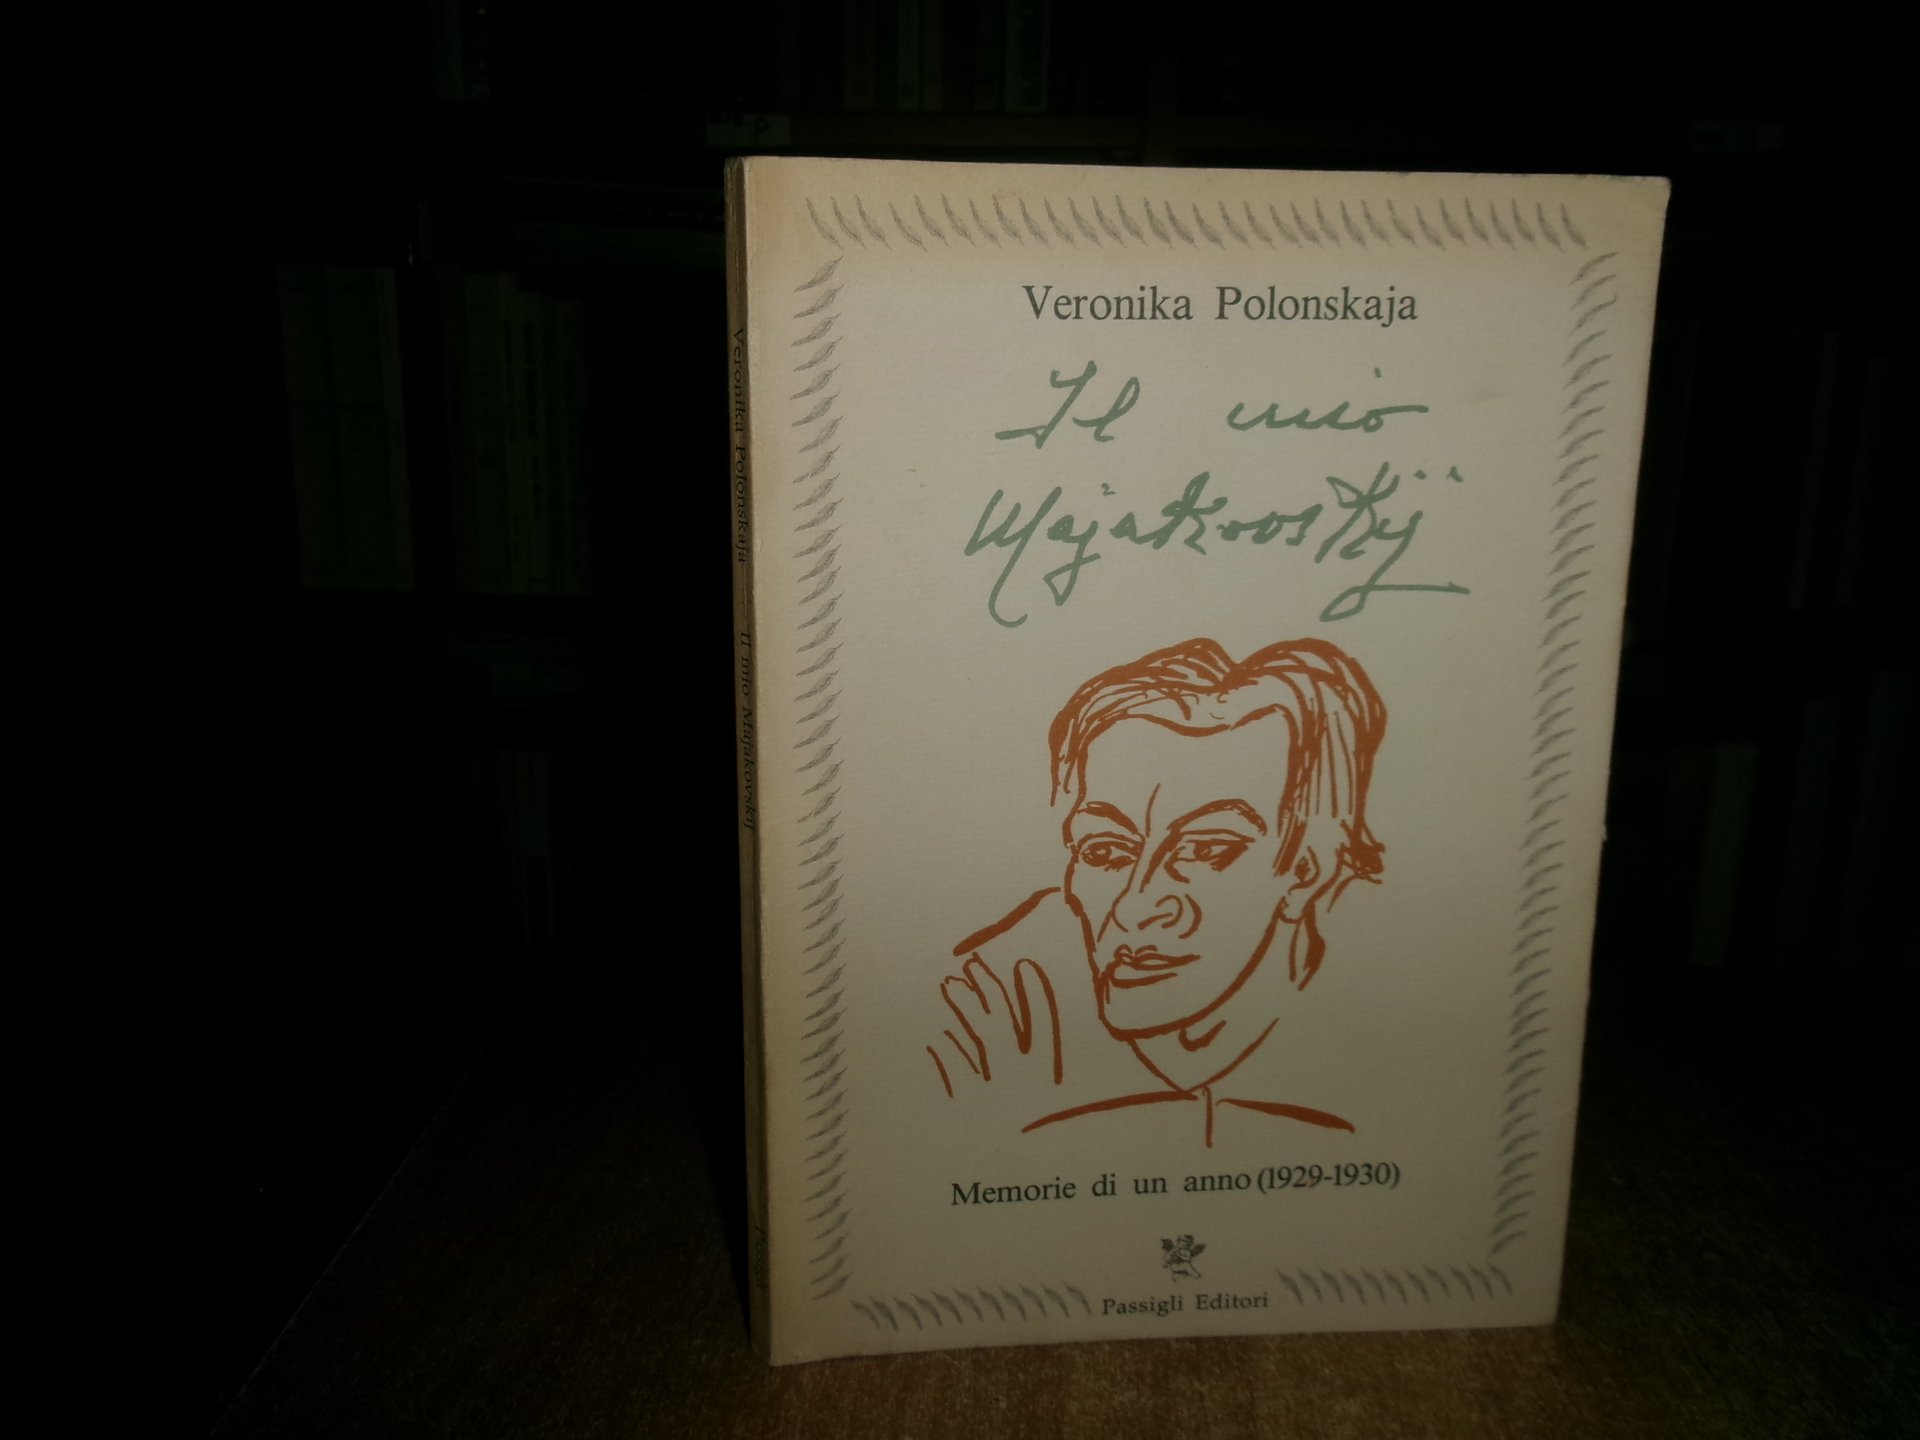 Veronika Polonskaja
Il mio
Majakovskij
Memorie di un anno (1929-1930)
Passigli Editori
Veronika Polonskaja — Il mio Majakovskij